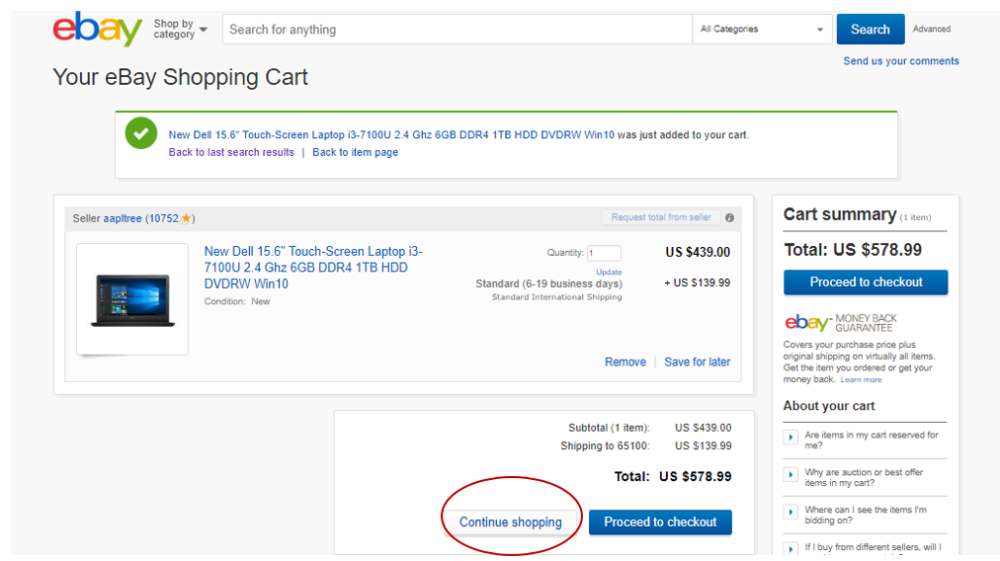 ebay
Shop by
category
Search for anything
All Categories
Search
Advanced
Send us your comments
Your eBay Shopping Cart
New Dell 15.6" Touch-Screen Laptop i3-7100U 2.4 Ghz 6GB DDR4 1TB HDD DVDRW Win10 was just added to your cart.
Back to last search results | Back to item page
Seller aapltree (10752)
Request total from seller
New Dell 15.6" Touch-Screen Laptop i3-
7100U 2.4 Ghz 6GB DDR4 1TB HDD
DVDRW Win10
Condition: New
Quantity: 1
Update
US $439.00
Standard (6-19 business days)
+ US $139.99
Standard International Shipping
Remove | Save for later
Subtotal (1 item): US $439.00
Shipping to 65100: US $139.99
Total: US $578.99
Continue shopping
Proceed to checkout
Cart summary (1 item)
Total: US $578.99
Proceed to checkout
ebay MONEY BACK
GUARANTEE
Covers your purchase price plus
original shipping on virtually all items.
Get the item you ordered or get your
money back. Learn more
About your cart
Are items in my cart reserved for
me?
Why are auction or best offer
items in my cart?
Where can I see the items I'm
bidding on?
If I buy from different sellers, will I